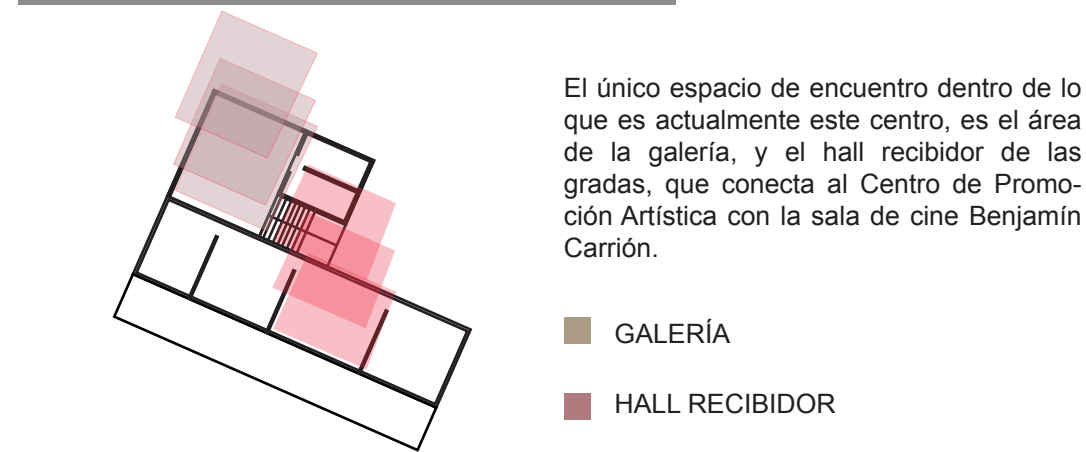 El único espacio de encuentro dentro de lo
que es actualmente este centro, es el área
de la galería, y el hall recibidor de las
gradas, que conecta al Centro de Promo-
ción Artística con la sala de cine Benjamín
Carrión.
GALERÍA
HALL RECIBIDOR